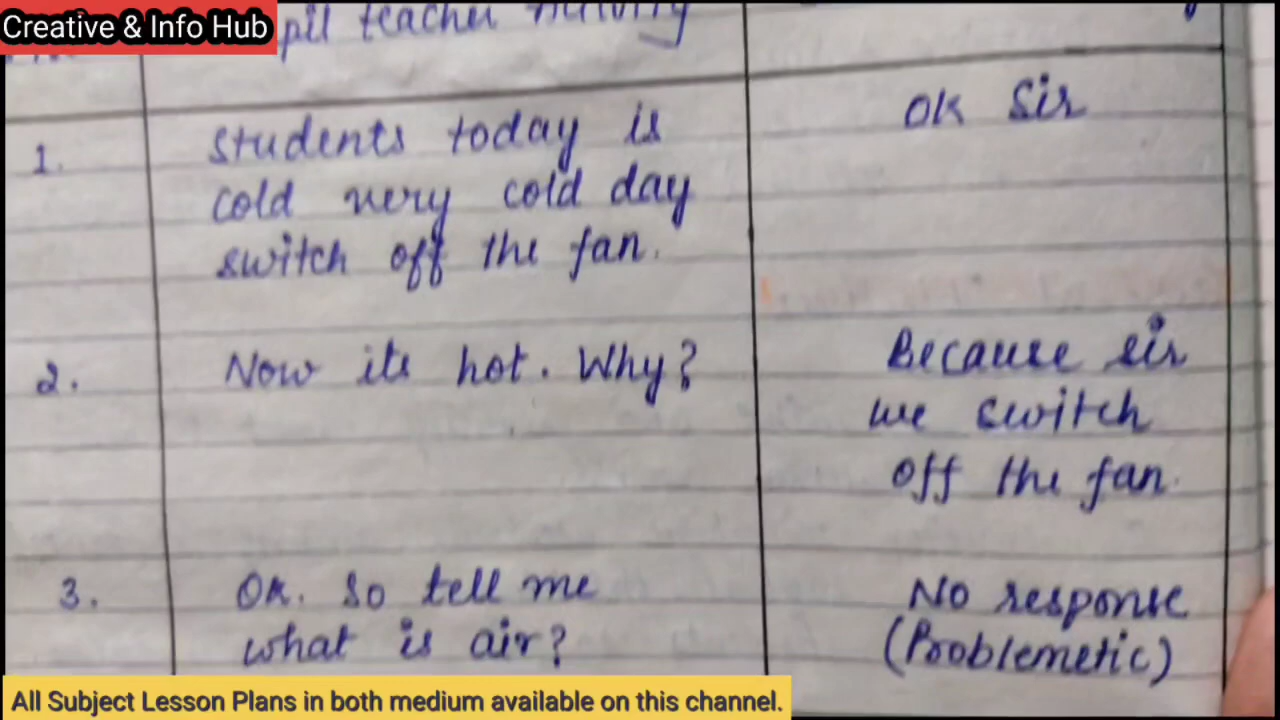 Creative & Info Hub
pil teacher Activity
1.
Students today is
cold very cold day
switch off the fan.
OK Sir
2.
Now its hot. Why?
Because sir
we switch
off the fan.
3.
OK. So tell me
what is air?
No response
(Problemetic)
All Subject Lesson Plans in both medium available on this channel.